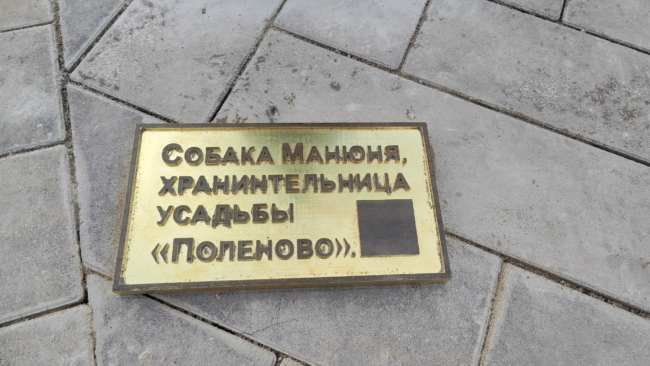 Собака Манюня,
хранинтельница
усадьбы
«Поленово».